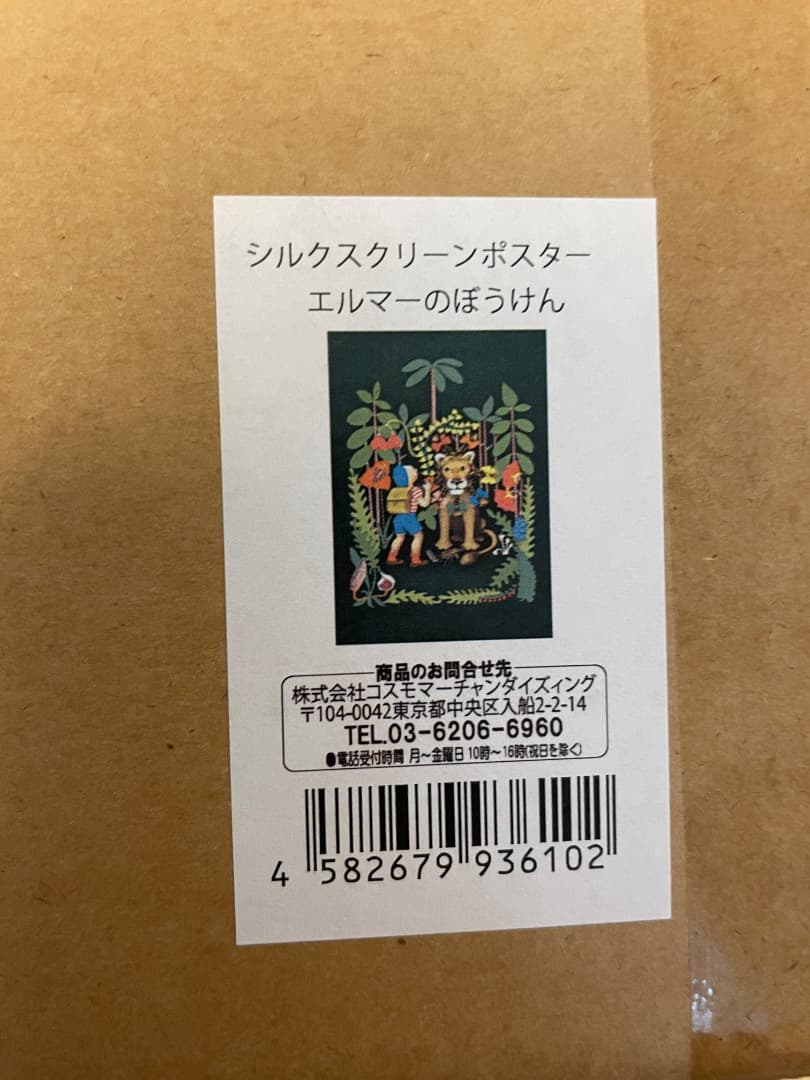 シルクスクリーンポスター
エルマーのぼうけん
商品のお問合せ先
株式会社コスモマーチャンダイズィング
〒104-0042東京都中央区入船2-2-14
TEL.03-6206-6960
●電話受付時間 月〜金曜日 10時〜16時(祝日を除く)
4 582679 936102